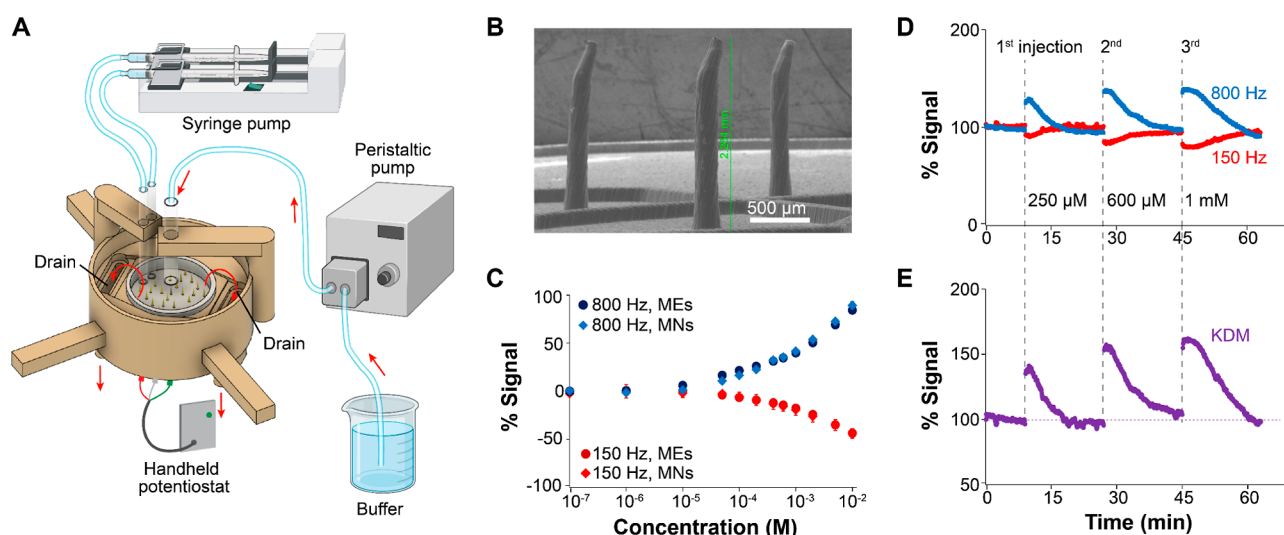 A
Syringe pump
Peristaltic
pump
Drain
Drain
Handheld
potentiostat
Buffer
B
500 µm
C
% Signal
100
50
0
-50
-100
800 Hz, MEs
800 Hz, MNs
150 Hz, MEs
150 Hz, MNs
10⁻⁷
10⁻⁶
10⁻⁵
10⁻⁴
10⁻³
10⁻²
Concentration (M)
D
% Signal
200
150
100
50
1st injection
2nd
3rd
800 Hz
150 Hz
250 µM
600 µM
1 mM
0
15
30
45
60
E
% Signal
200
150
100
50
KDM
0
15
30
45
60
Time (min)